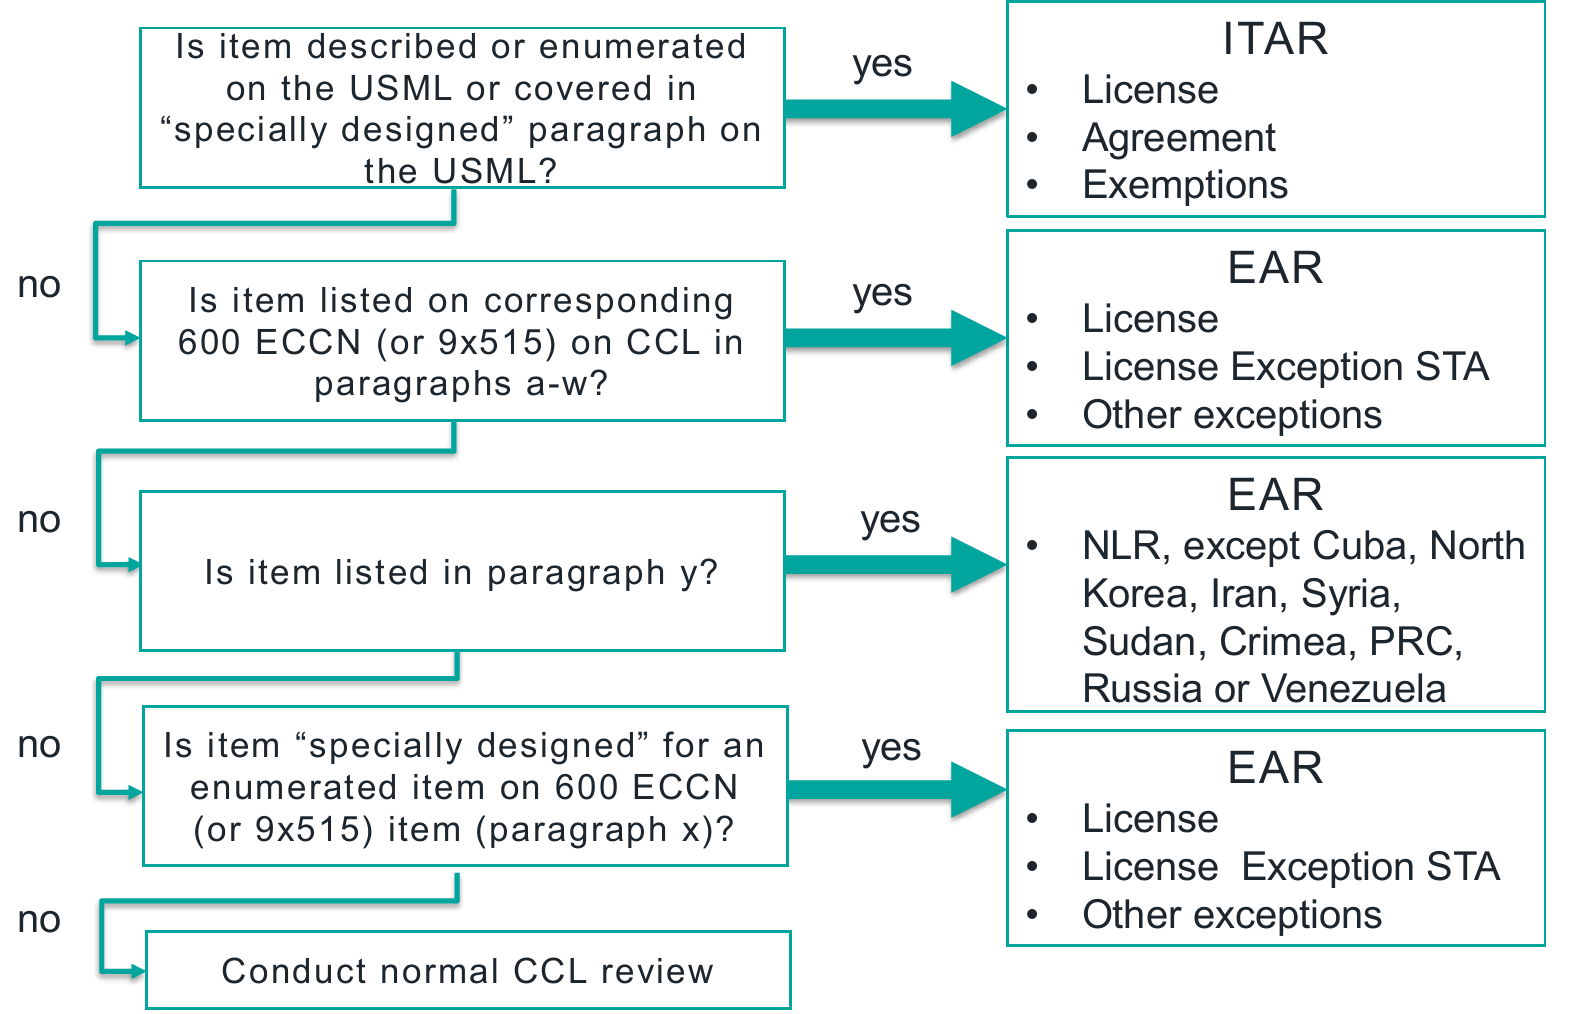 Is item described or enumerated
on the USML or covered in
“specially designed” paragraph on
the USML?
yes
ITAR
• License
• Agreement
• Exemptions
no
Is item listed on corresponding
600 ECCN (or 9x515) on CCL in
paragraphs a-w?
yes
EAR
• License
• License Exception STA
• Other exceptions
no
Is item listed in paragraph y?
yes
EAR
• NLR, except Cuba, North
Korea, Iran, Syria,
Sudan, Crimea, PRC,
Russia or Venezuela
no
Is item “specially designed” for an
enumerated item on 600 ECCN
(or 9x515) item (paragraph x)?
yes
EAR
• License
• License  Exception STA
• Other exceptions
no
Conduct normal CCL review